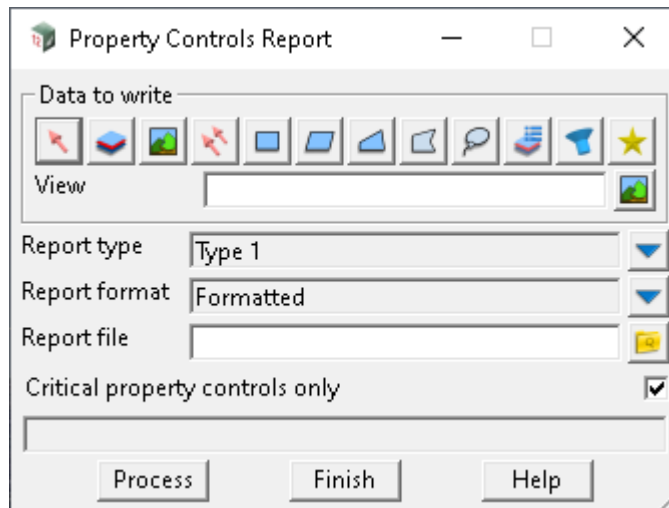 Property Controls Report
Data to write
View
Report type Type 1
Report format Formatted
Report file
Critical property controls only
Process Finish Help